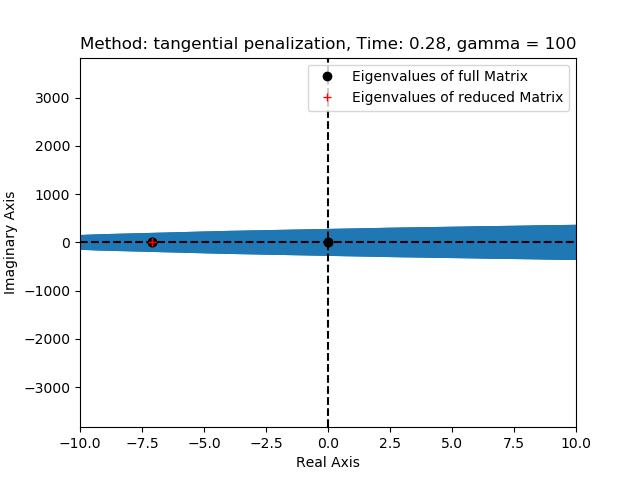 Method: tangential penalization, Time: 0.28, gamma = 100
Eigenvalues of full Matrix
Eigenvalues of reduced Matrix
3000
2000
1000
0
−1000
−2000
−3000
Imaginary Axis
−10.0 −7.5 −5.0 −2.5 0.0 2.5 5.0 7.5 10.0
Real Axis